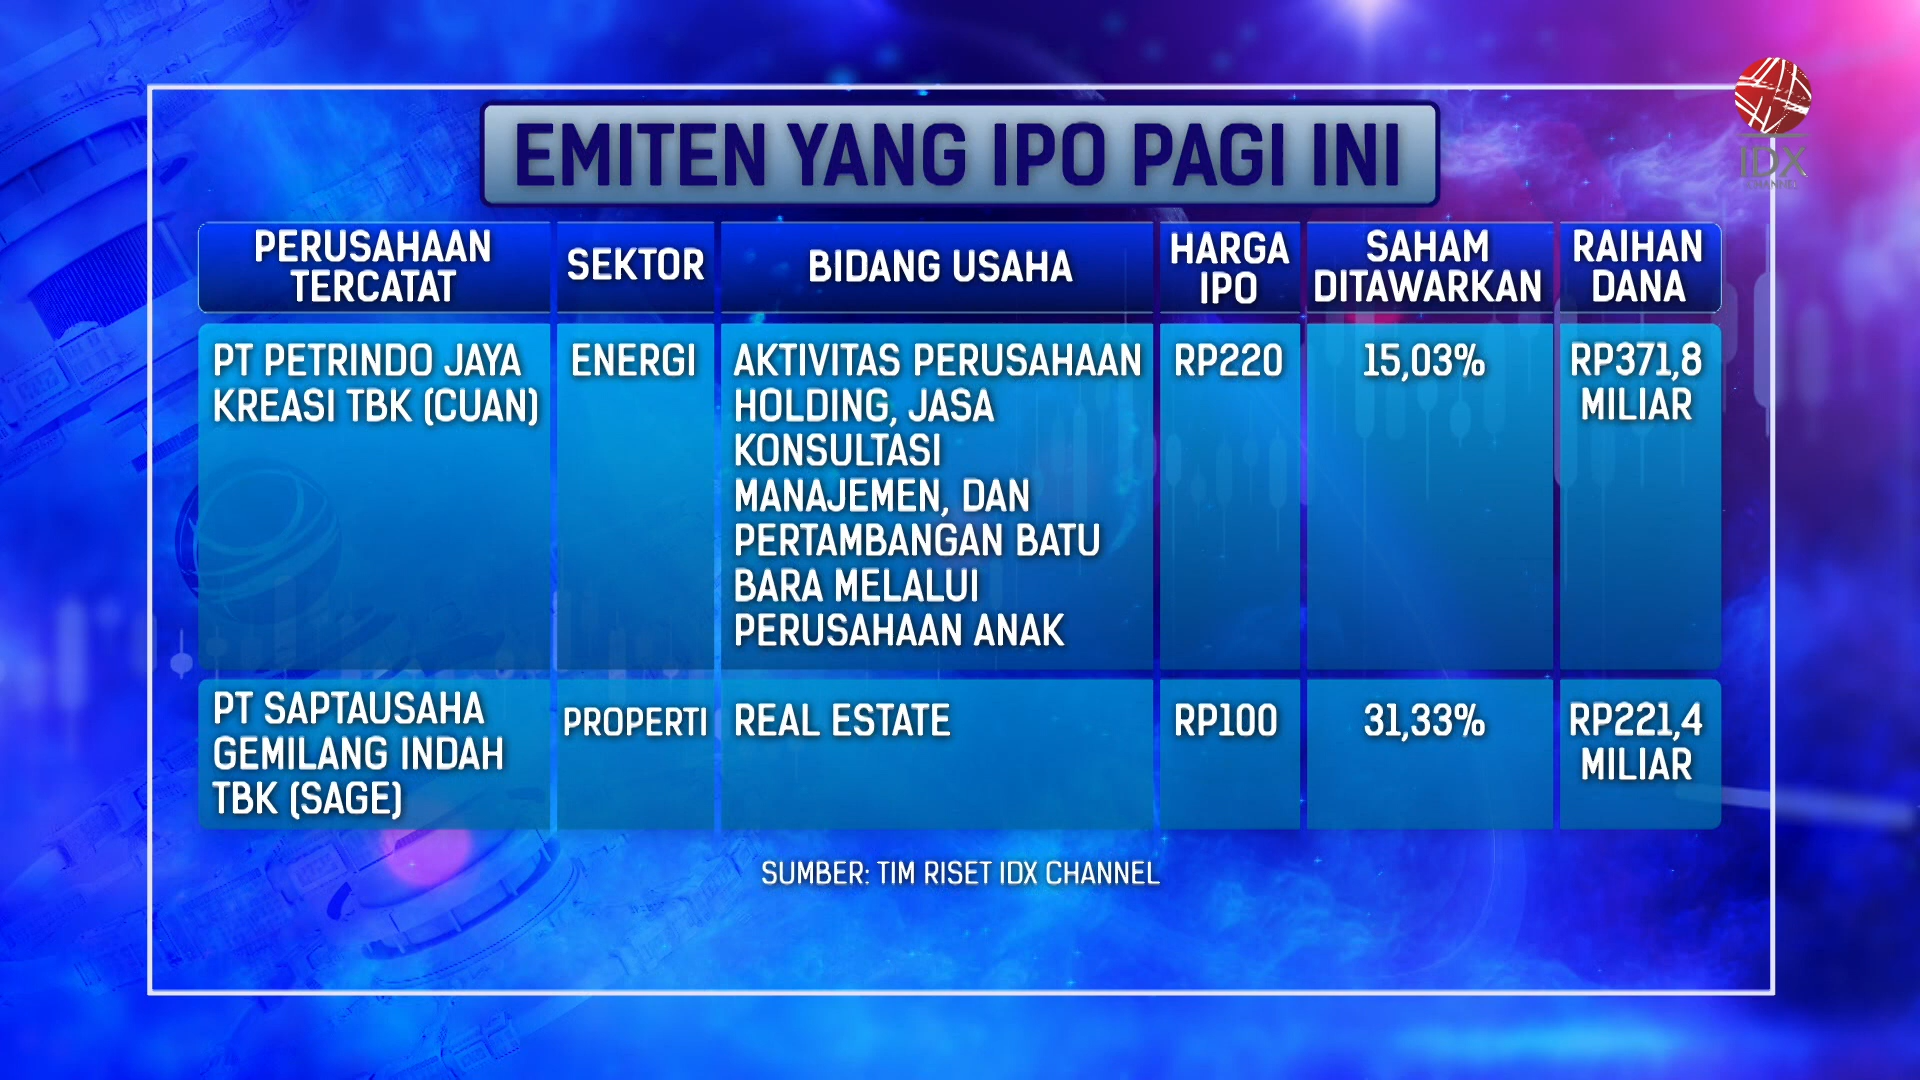 EMITEN YANG IPO PAGI INI
IDX
CHANNEL
PERUSAHAAN
TERCATAT
SEKTOR
BIDANG USAHA
HARGA
IPO
SAHAM
DITAWARKAN
RAIHAN
DANA
PT PETRINDO JAYA
KREASI TBK (CUAN)
ENERGI
AKTIVITAS PERUSAHAAN
HOLDING, JASA
KONSULTASI
MANAJEMEN, DAN
PERTAMBANGAN BATU
BARA MELALUI
PERUSAHAAN ANAK
RP220
15,03%
RP371,8
MILIAR
PT SAPTAUSAHA
GEMILANG INDAH
TBK (SAGE)
PROPERTI
REAL ESTATE
RP100
31,33%
RP221,4
MILIAR
SUMBER: TIM RISET IDX CHANNEL